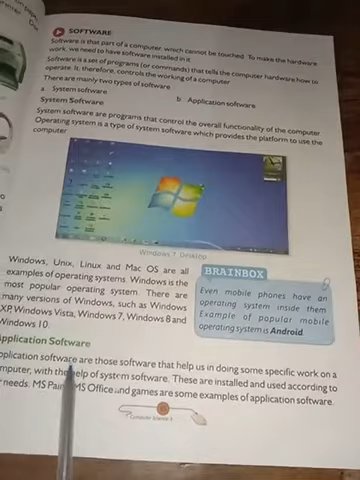 SOFTWARE
Software is that part of a computer which cannot be touched. To make the hardware
work, we need to have software installed in it.
Software is a set of programs (or commands) that tells the computer hardware how to
operate. It, therefore, controls the working of a computer.
There are mainly two types of software
a System software
b Application software
System Software
System software are programs that control the overall functionality of the computer.
Operating system is a type of system software which provides the platform to use the
computer
Windows 7 Desktop
Windows, Unix, Linux and Mac OS are all
examples of operating systems. Windows is the
most popular operating system. There are
many versions of Windows, such as Windows
XP, Windows Vista, Windows 7, Windows 8 and
Windows 10.
BRAINBOX
Even mobile phones have an
operating system inside them
Example of popular mobile
operating system is Android.
Application Software
pplication software are those software that help us in doing some specific work on a
mputer, with the help of system software. These are installed and used according to
needs. MS Pain MS Office and games are some examples of application software.
Computer Science-3